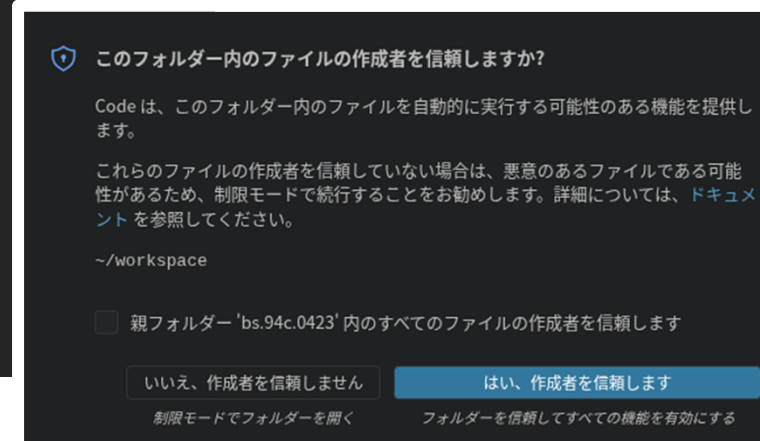 このフォルダー内のファイルの作成者を信頼しますか?
Code は、このフォルダー内のファイルを自動的に実行する可能性のある機能を提供し
ます。
これらのファイルの作成者を信頼していない場合は、悪意のあるファイルである可能
性があるため、制限モードで続行することをお勧めします。詳細については、ドキュメ
ント を参照してください。
~/workspace
親フォルダー 'bs.94c.0423' 内のすべてのファイルの作成者を信頼します
いいえ、作成者を信頼しません
はい、作成者を信頼します
制限モードでフォルダーを開く
フォルダーを信頼してすべての機能を有効にする